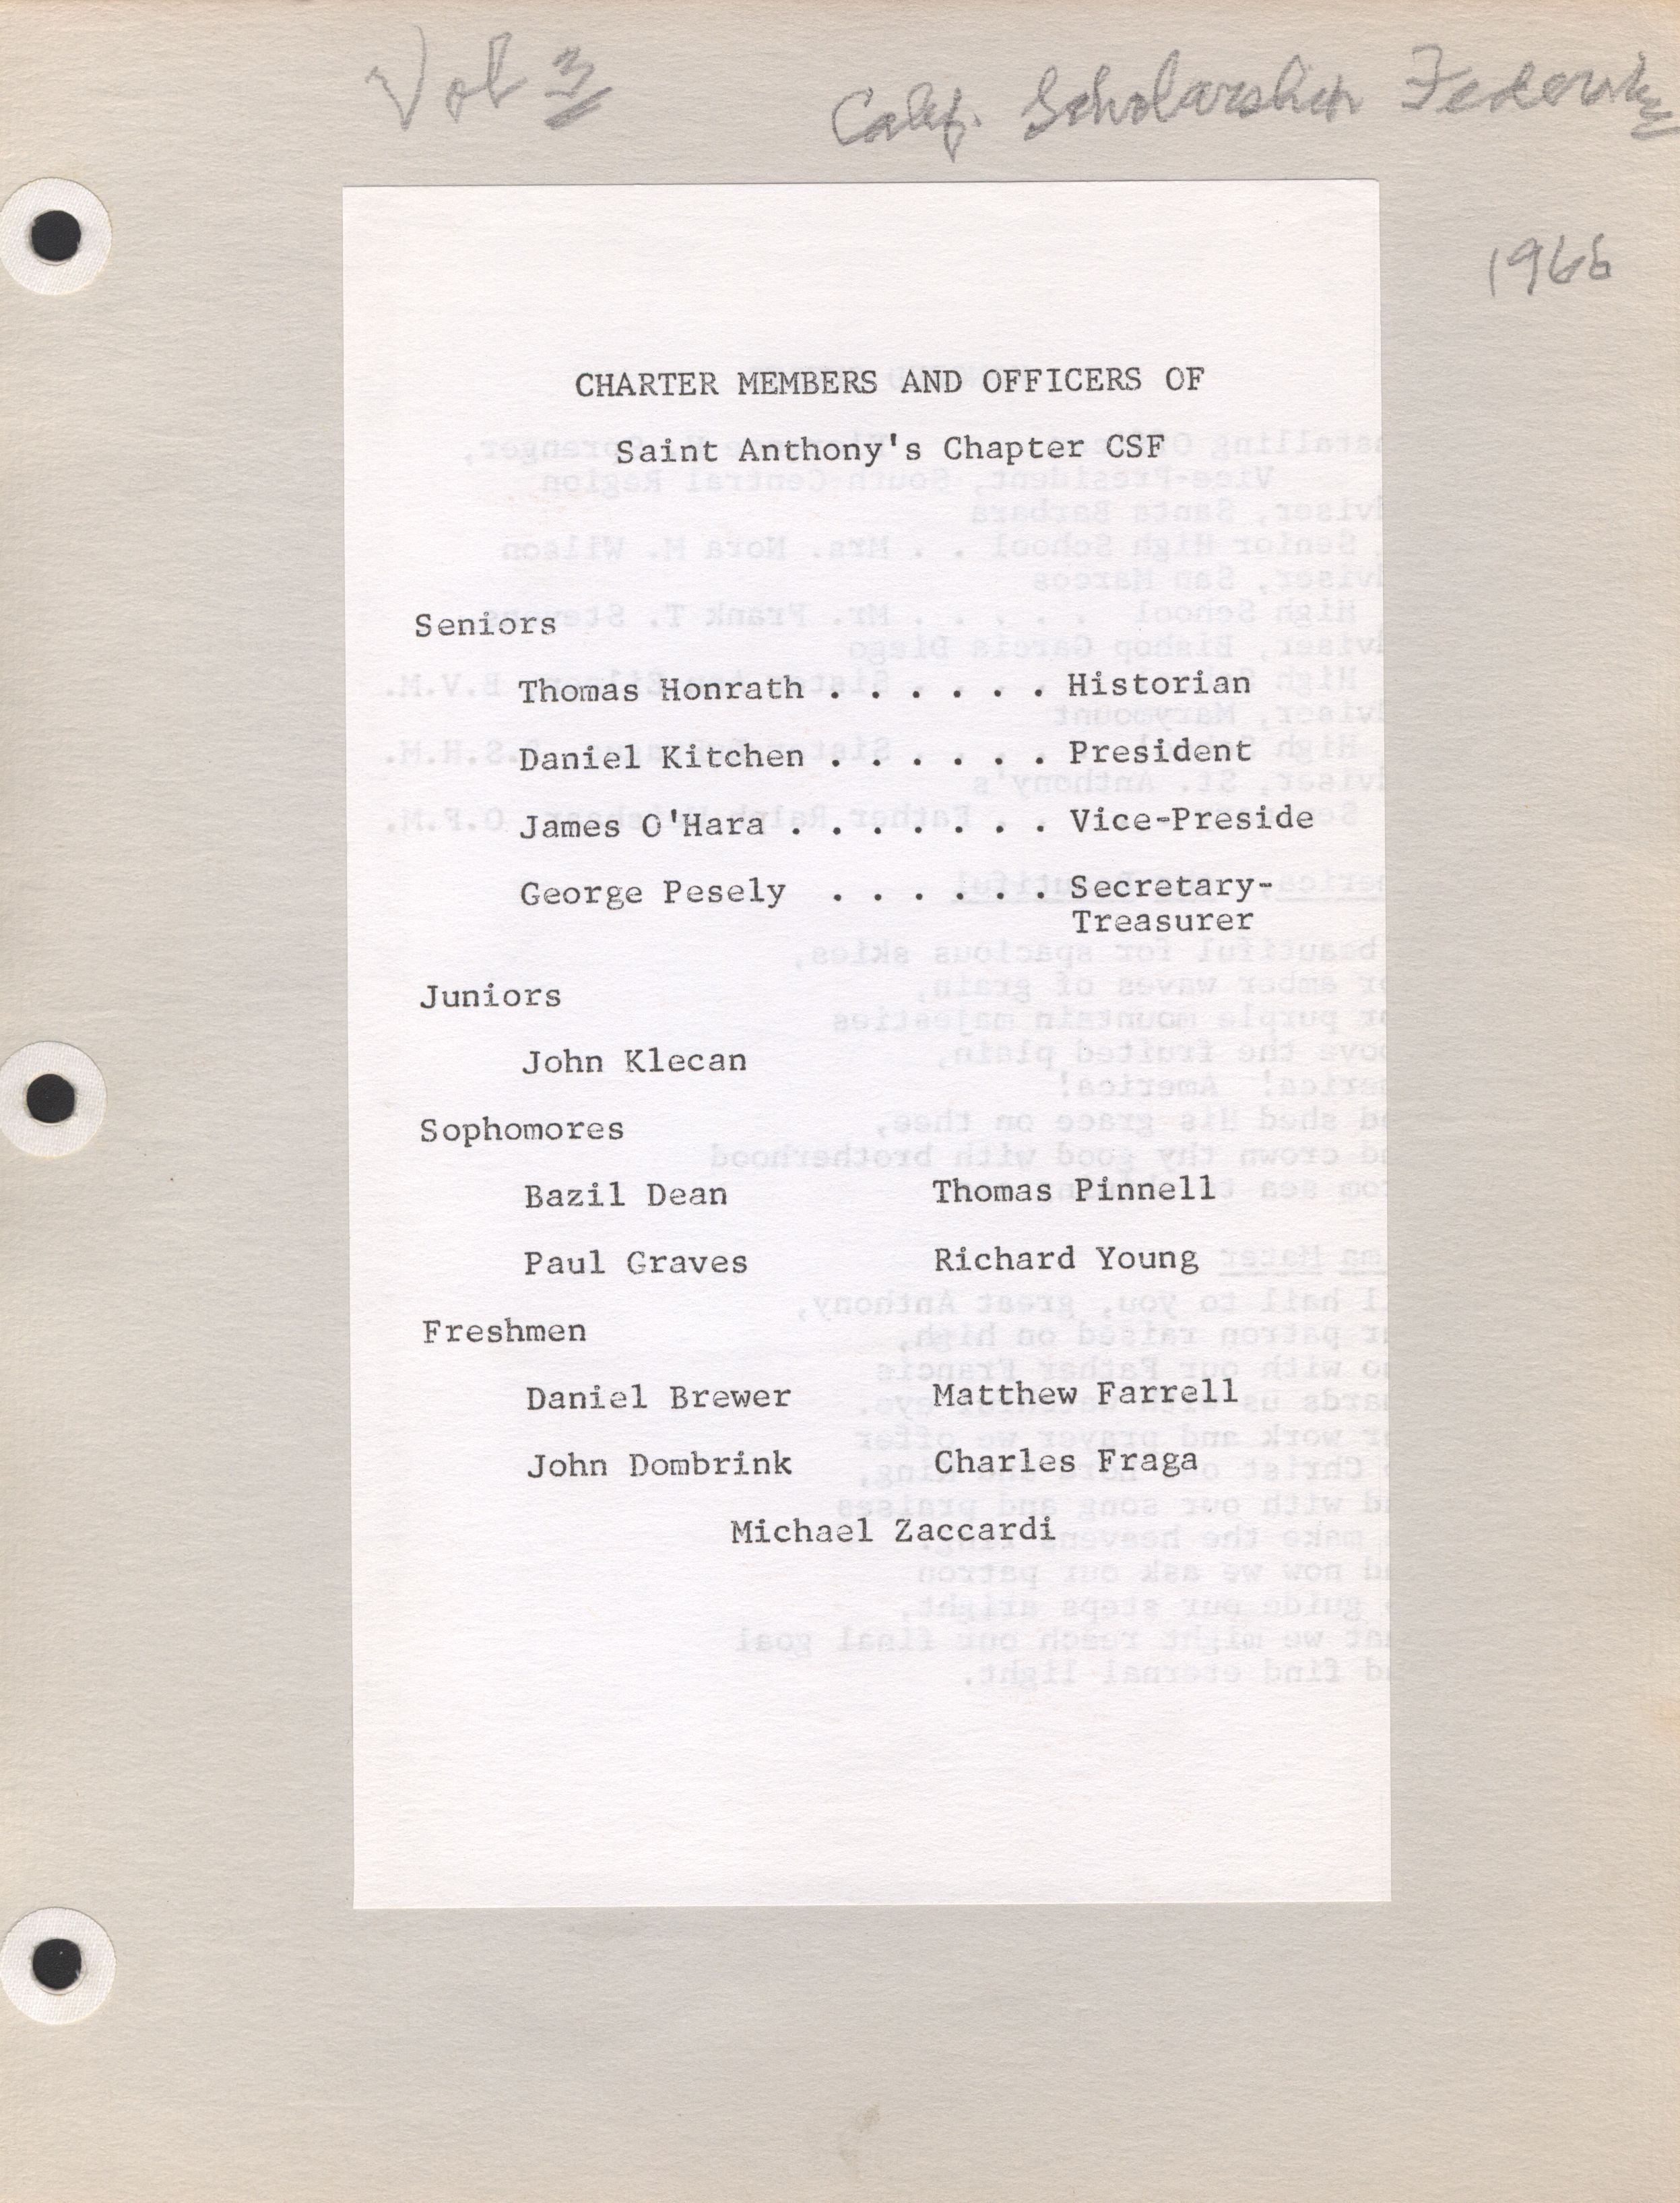 Vol 3
Calif. Scholarship Federation
1966
CHARTER MEMBERS AND OFFICERS OF
Saint Anthony's Chapter CSF
Seniors
Thomas Honrath . . . . . . Historian
Daniel Kitchen . . . . . . President
James O'Hara . . . . . . . Vice-Preside
George Pesely . . . . . . Secretary-
Treasurer
Juniors
John Klecan
Sophomores
Bazil Dean Thomas Pinnell
Paul Graves Richard Young
Freshmen
Daniel Brewer Matthew Farrell
John Dombrink Charles Fraga
Michael Zaccardi